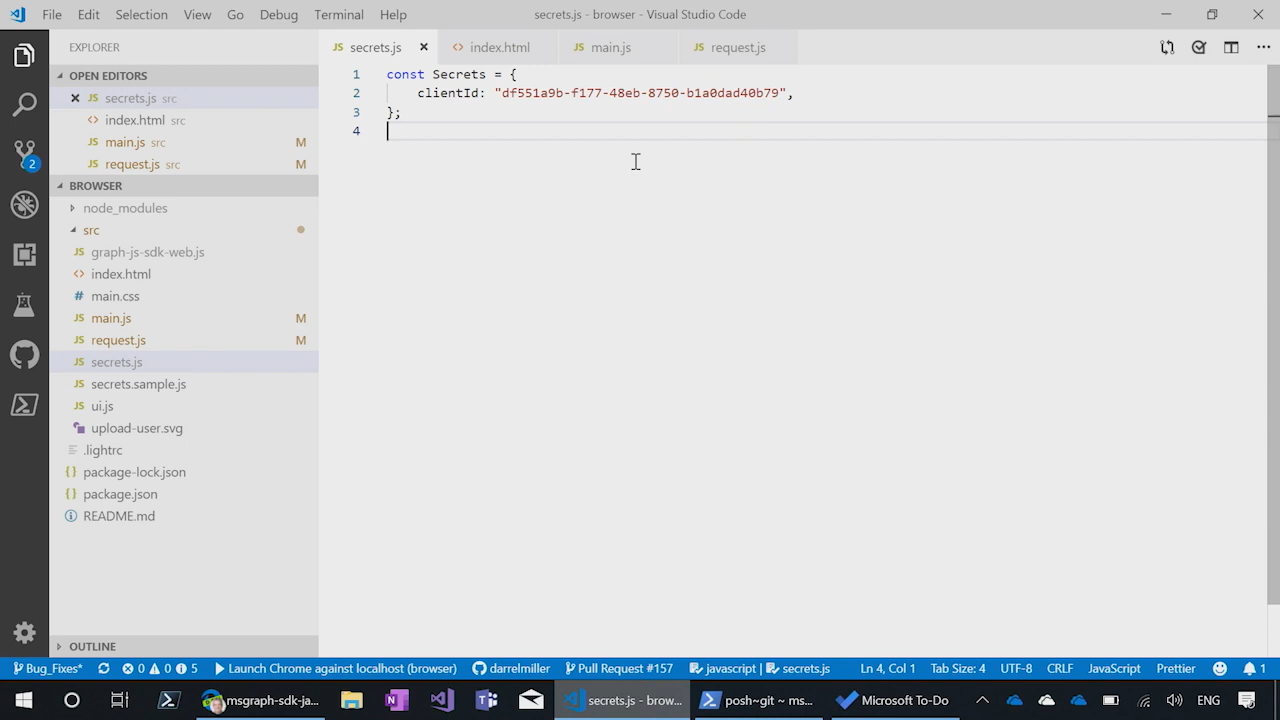 File Edit Selection View Go Debug Terminal Help
secrets.js - browser - Visual Studio Code
EXPLORER
OPEN EDITORS
JS secrets.js src
<> index.html src
JS main.js src M
JS request.js src M
BROWSER
node_modules
src
JS graph-js-sdk-web.js
<> index.html
# main.css
JS main.js M
JS request.js M
JS secrets.js
JS secrets.sample.js
JS ui.js
upload-user.svg
.lightrc
{} package-lock.json
{} package.json
README.md
OUTLINE
2
JS secrets.js
<> index.html
JS main.js
JS request.js
1 const Secrets = {
2 clientId: "df551a9b-f177-48eb-8750-b1a0dad40b79",
3 };
4
Bug_Fixes* 0 0 5 Launch Chrome against localhost (browser) darrelmiller Pull Request #157 javascript | secrets.js Ln 4, Col 1 Tab Size: 4 UTF-8 CRLF JavaScript Prettier 1
msgraph-sdk-ja... secrets.js - brow... posh~git ~ ms... Microsoft To-Do ENG